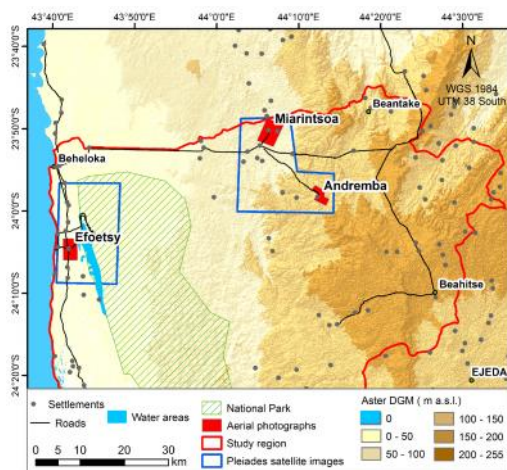 43°40'0"E 43°50'0"E 44°0'0"E 44°10'0"E 44°20'0"E 44°30'0"E
23°40'0"S
WGS 1984
UTM 38 South
N
Miarintsoa
Beantake
23°50'0"S
Beheloka
Andremba
24°0'0"S
Efoetsy
24°10'0"S
Beahitse
24°20'0"S
EJEDA
Settlements
Roads
Water areas
National Park
Aerial photographs
Study region
Pleiades satellite images
Aster DGM ( m a.s.l.)
0
0 - 50
50 - 100
100 - 150
150 - 200
200 - 255
0 5 10 20 30
km